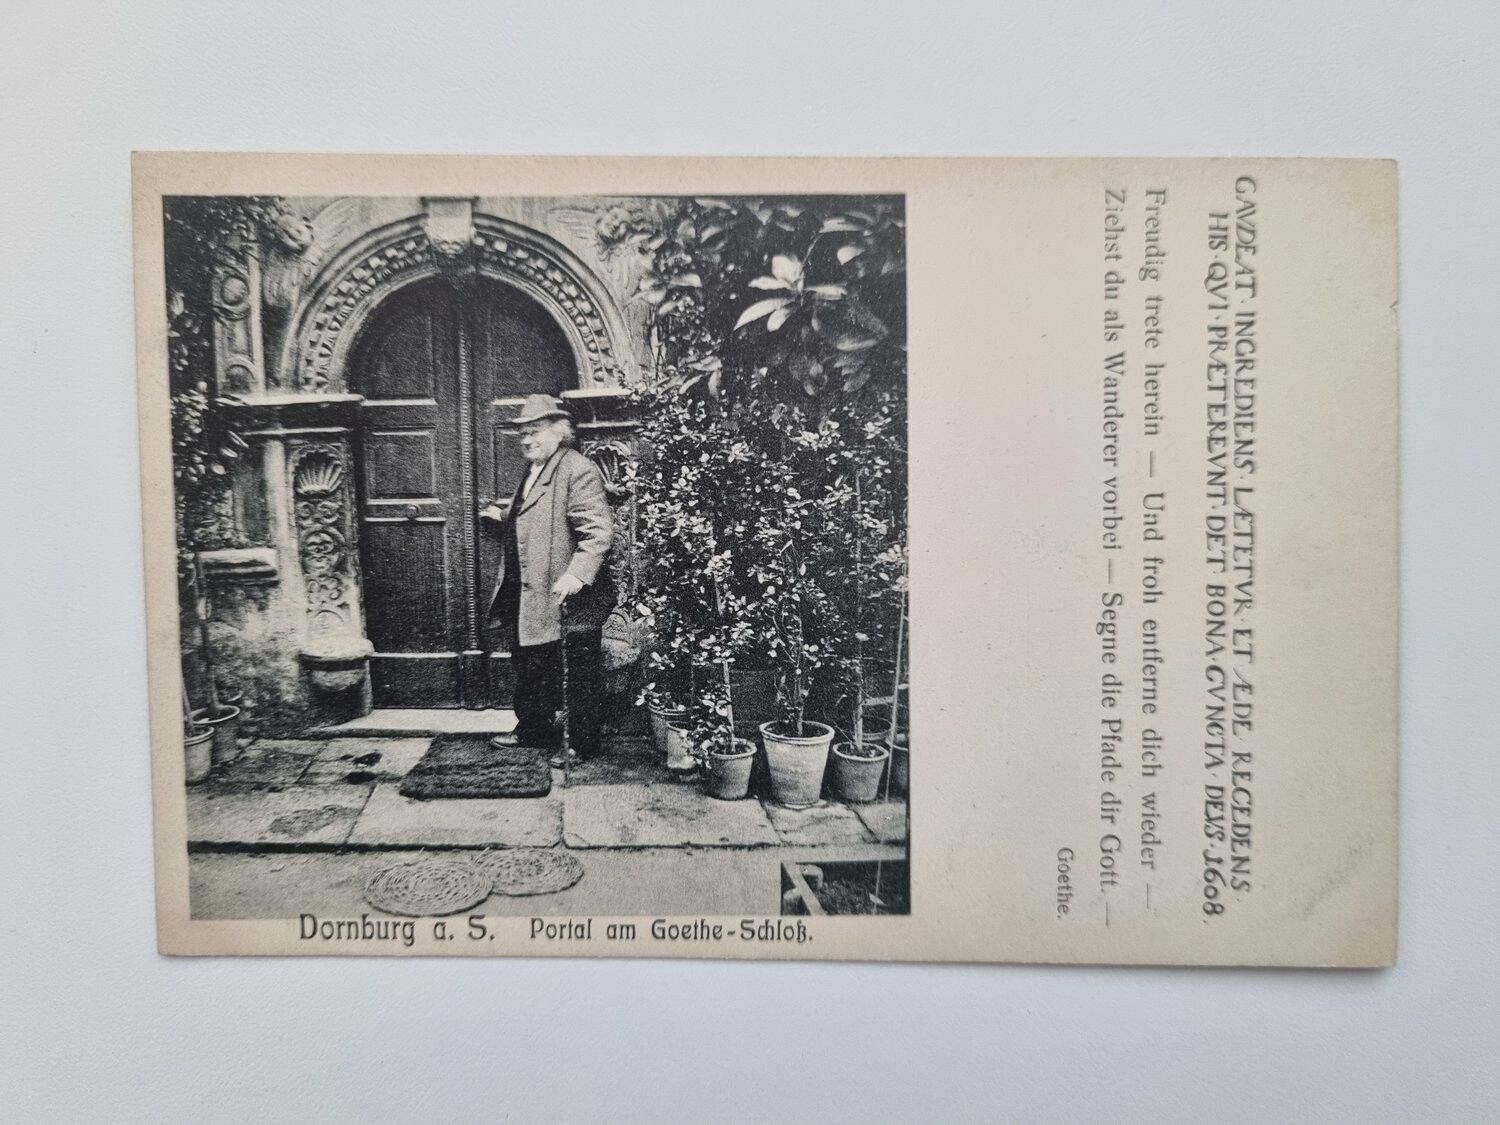 GAVDEAT · INGREDIENS · LÆTETVR · ET ÆDE RECEDENS ·
HIS · QVI · PRÆTEREVNT · DET BONA · CVNCTA · DEVS · 1608.
Freudig trete herein — Und froh entferne dich wieder —
Ziehst du als Wanderer vorbei — Segne die Pfade dir Gott. —
Goethe.
Dornburg a. S. Portal am Goethe-Schloß.